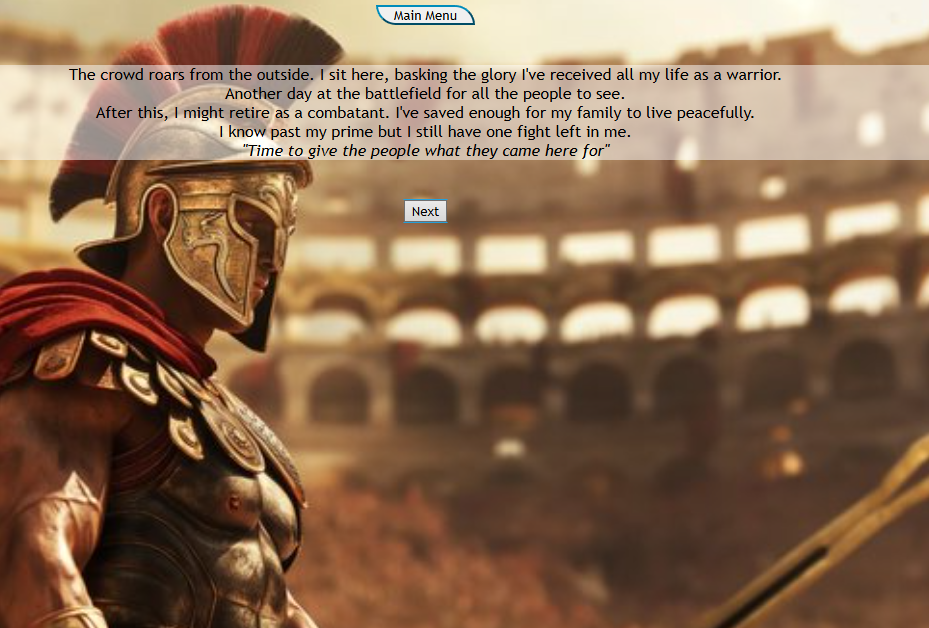 Main Menu
The crowd roars from the outside. I sit here, basking the glory I've received all my life as a warrior.
Another day at the battlefield for all the people to see.
After this, I might retire as a combatant. I've saved enough for my family to live peacefully.
I know past my prime but I still have one fight left in me.
"Time to give the people what they came here for"
Next